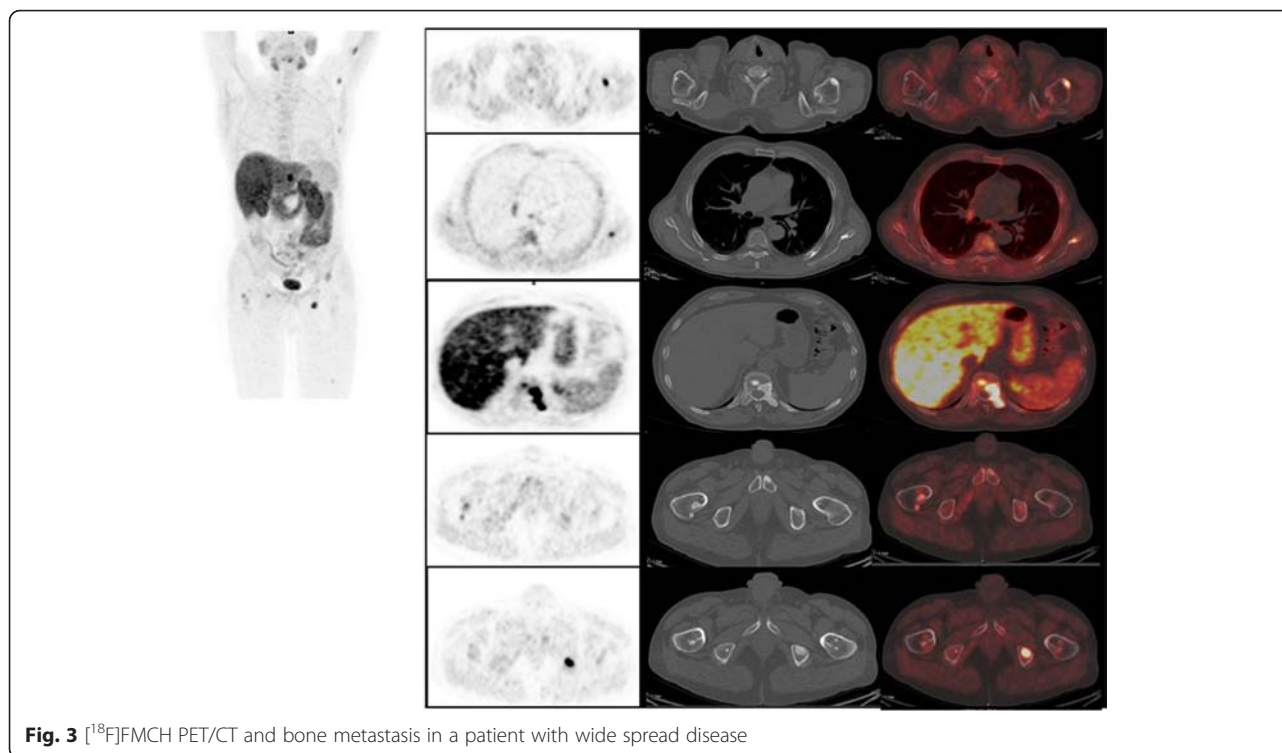 Fig. 3 [18F]FMCH PET/CT and bone metastasis in a patient with wide spread disease